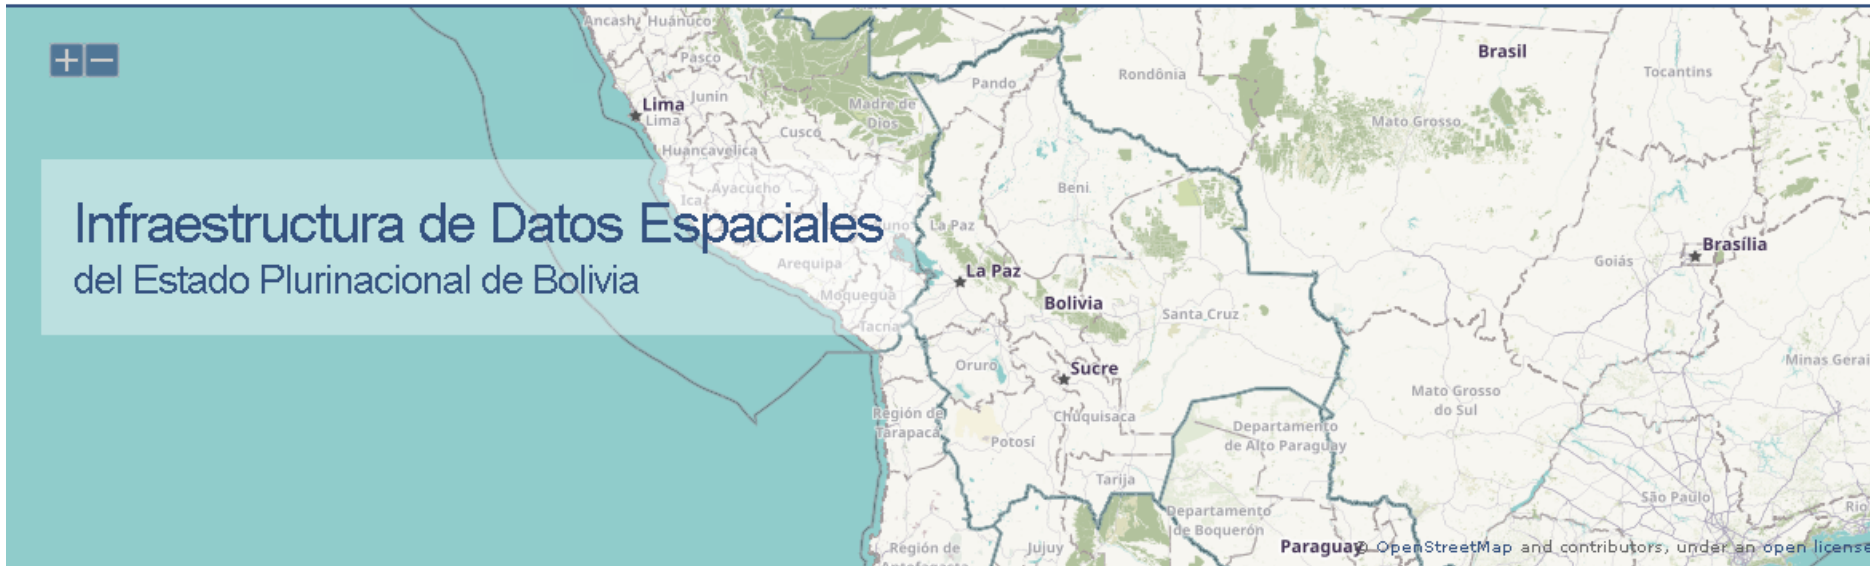 Ancash
Huánuco
Pasco
Pando
Rondônia
Brasil
Tocantins
Lima
Lima
Junin
Madre de
Dios
Cusco
Mato Grosso
Huancavelica
Ayacucho
Ica
Beni
Infraestructura de Datos Espaciales
del Estado Plurinacional de Bolivia
La Paz
Arequipa
La Paz
Moquegua
Tacna
Bolivia
Santa Cruz
Goiás
Brasília
Oruro
Sucre
Minas Gerai
Mato Grosso
do Sul
Región de
Tarapacá
Chuquisaca
Potosí
Departamento
de Alto Paraguay
Tarija
São Paulo
Rio
Departamento
de Boquerón
Región de
Jujuy
Paraguay
© OpenStreetMap and contributors, under an open license